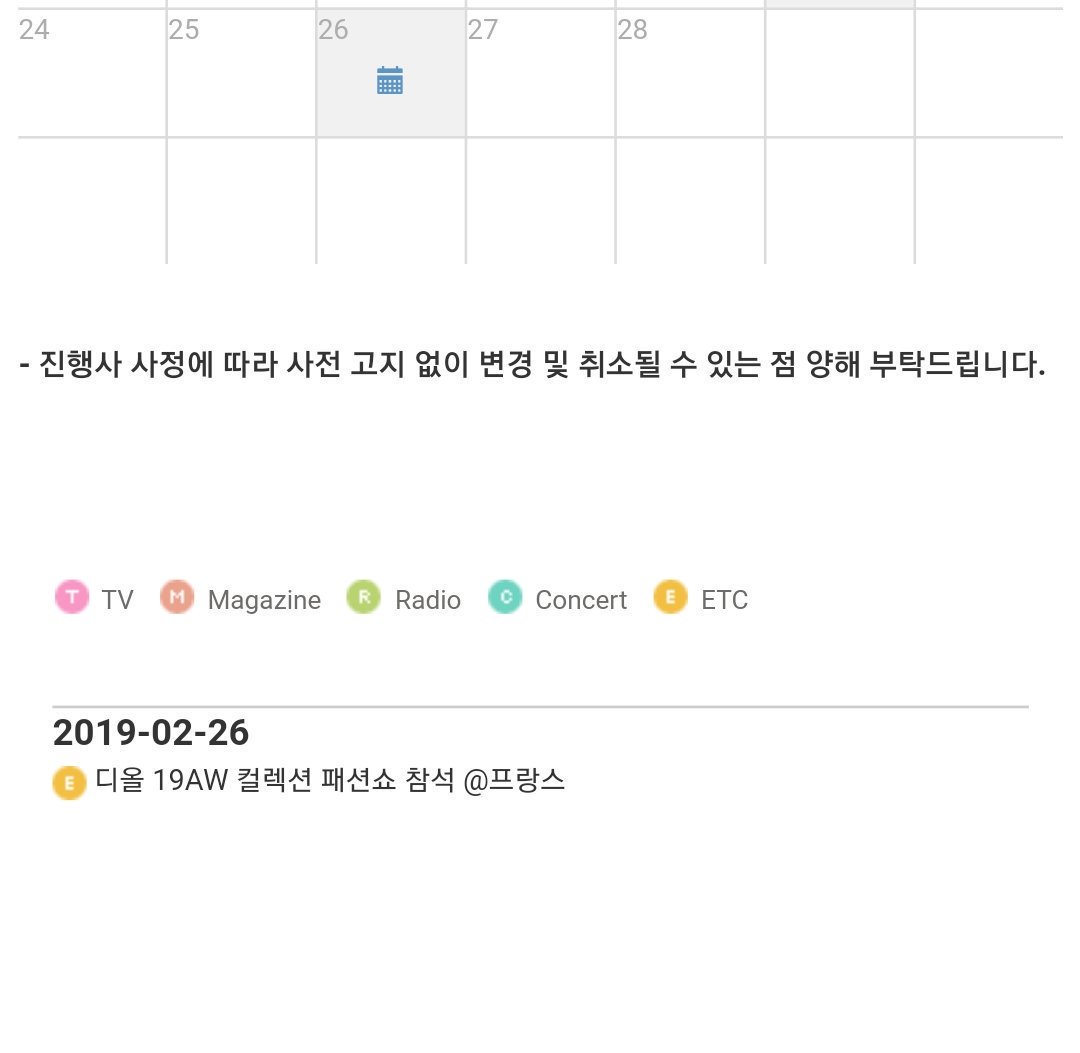 24 25 26 27 28
- 진행사 사정에 따라 사전 고지 없이 변경 및 취소될 수 있는 점 양해 부탁드립니다.
T TV M Magazine R Radio C Concert E ETC
2019-02-26
E 디올 19AW 컬렉션 패션쇼 참석 @프랑스